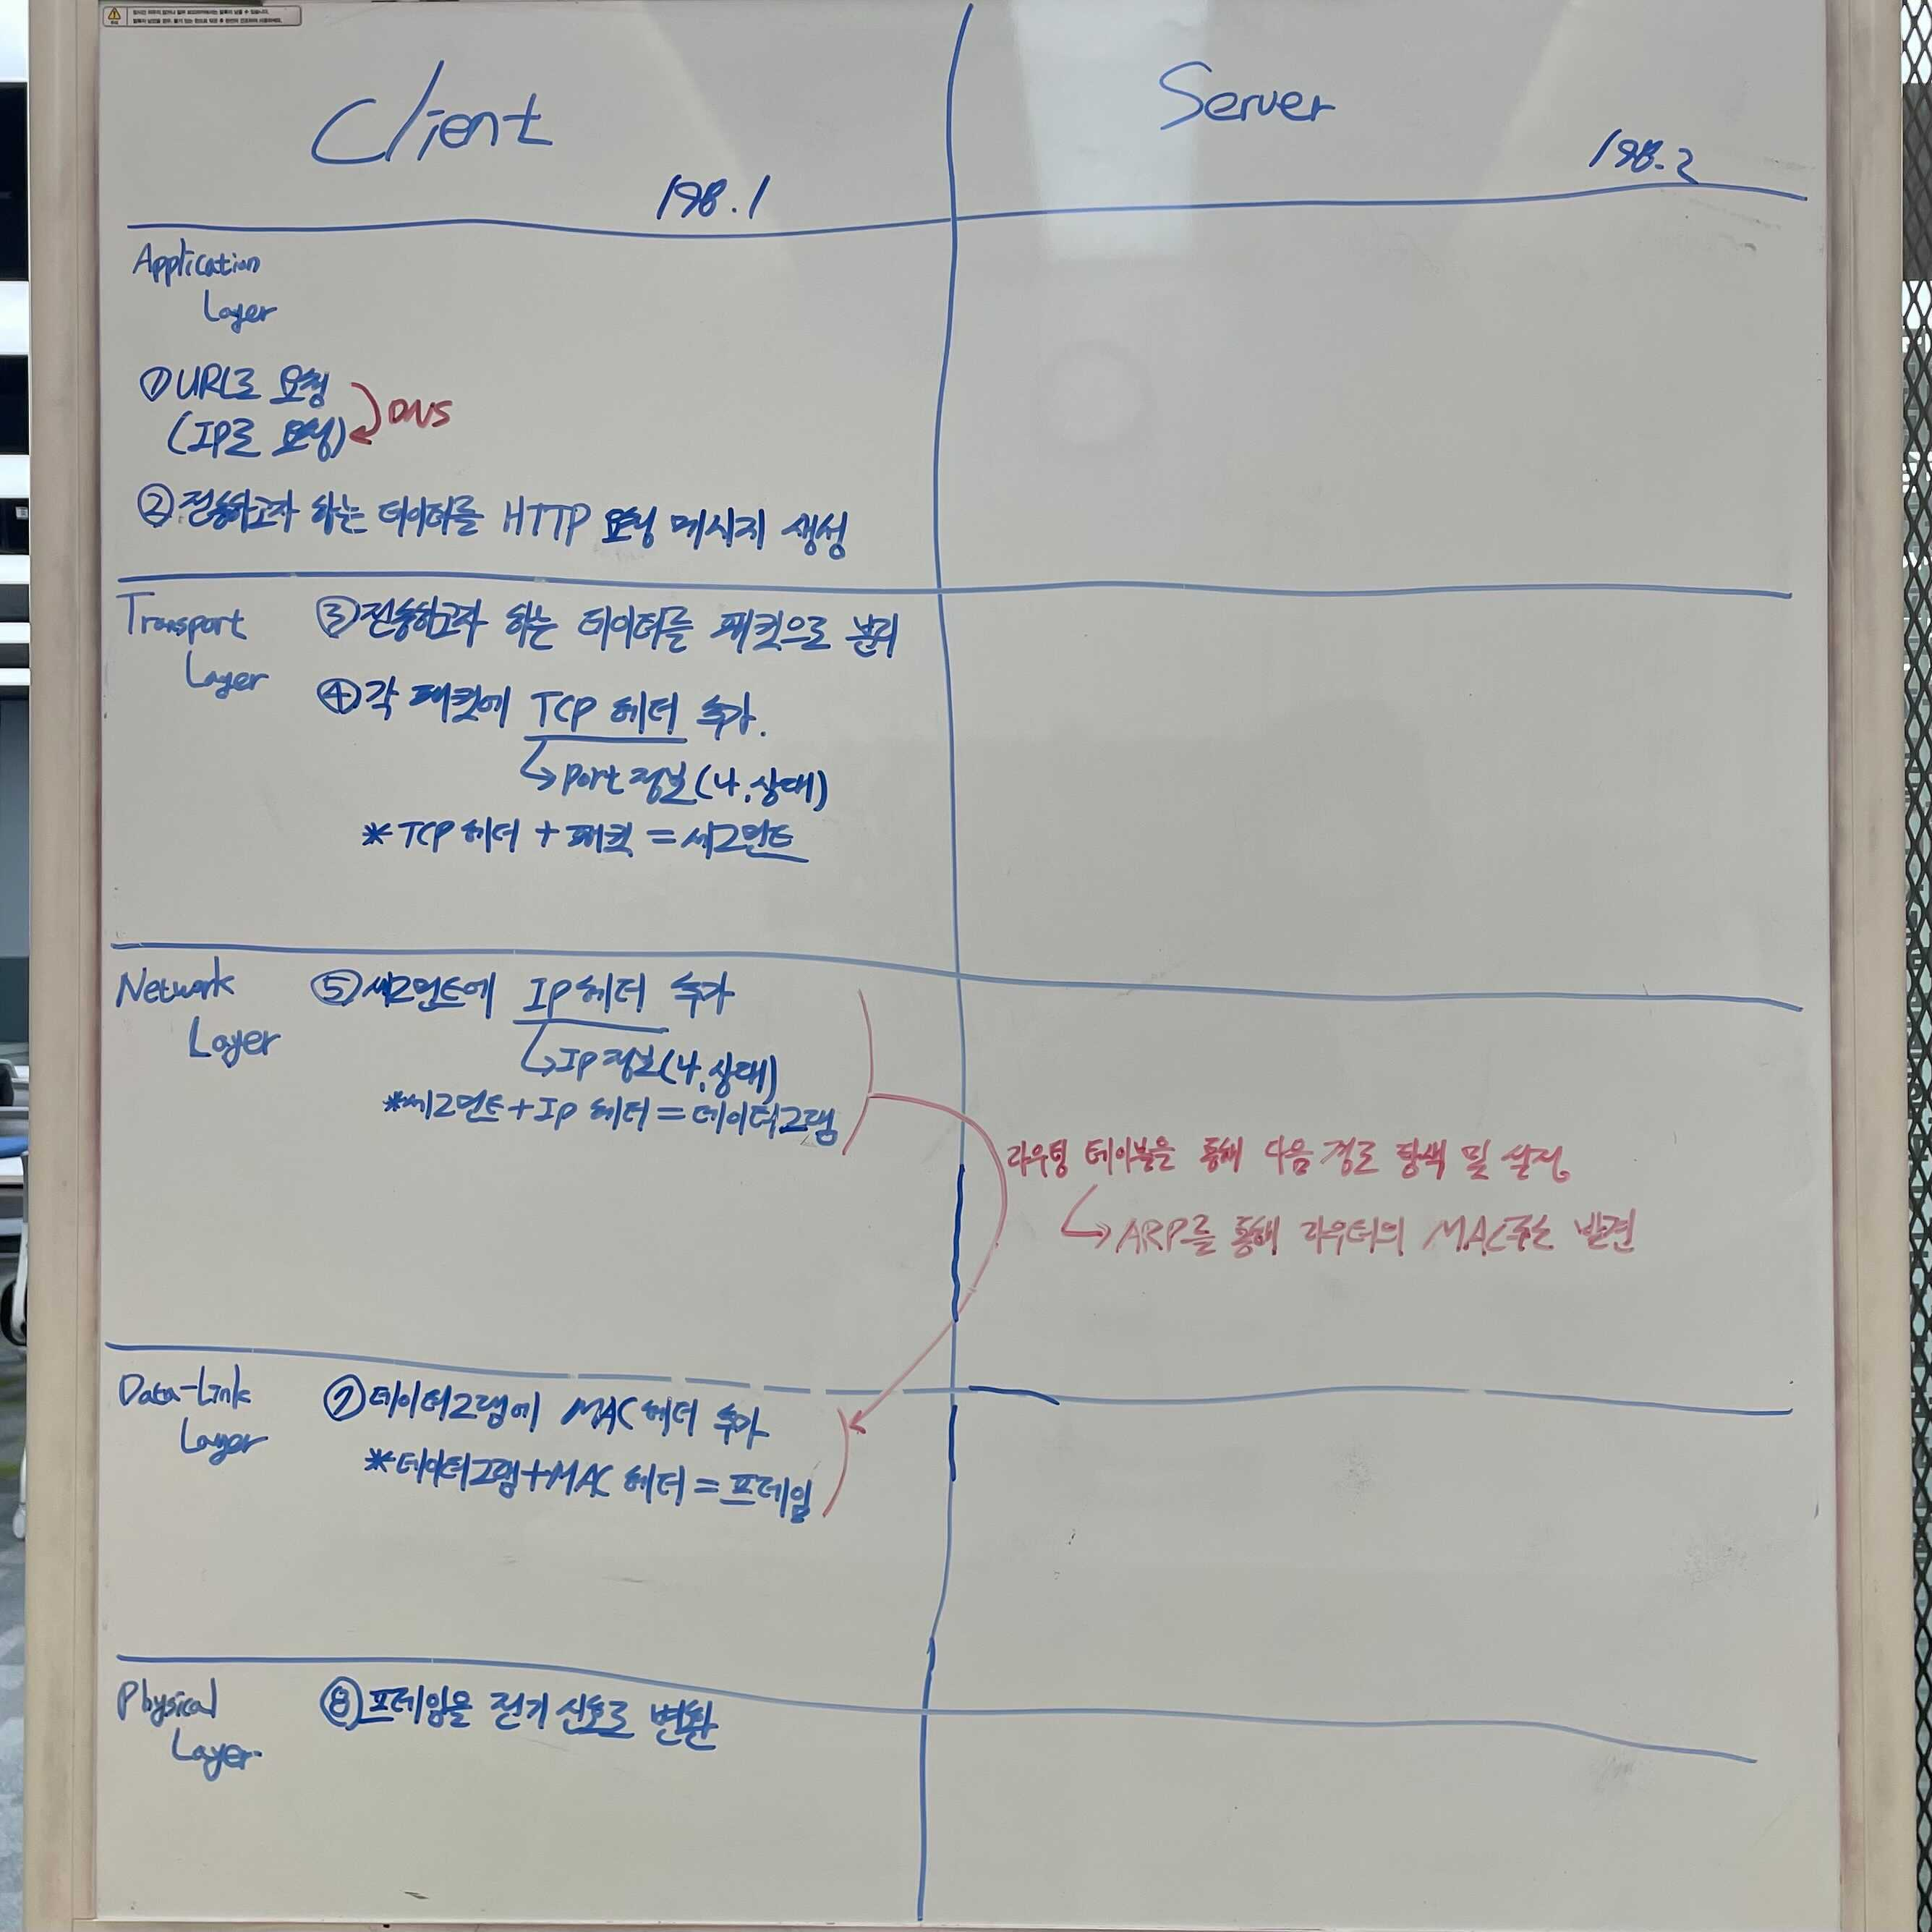 Client
198.1
Server
198.2
Application
Layer
① URL로 요청
(IP로 요청)
DNS
② 전송하고자 하는 데이터를 HTTP 요청 메시지 생성
Transport
Layer
③ 전송하고자 하는 데이터를 패킷으로 분리
④ 각 패킷에 TCP 헤더 추가.
↳ Port 정보 (나, 상대)
* TCP 헤더 + 패킷 = 세그먼트
Network
Layer
⑤ 세그먼트에 IP 헤더 추가
↳ IP 정보 (나, 상대)
* 세그먼트 + IP 헤더 = 데이터그램
라우팅 테이블을 통해 다음 경로 탐색 및 설정
↳ ARP를 통해 라우터의 MAC주소 발견
Data-Link
Layer
⑦ 데이터그램에 MAC 헤더 추가
* 데이터그램 + MAC 헤더 = 프레임
Physical
Layer
⑧ 프레임을 전기 신호로 변환